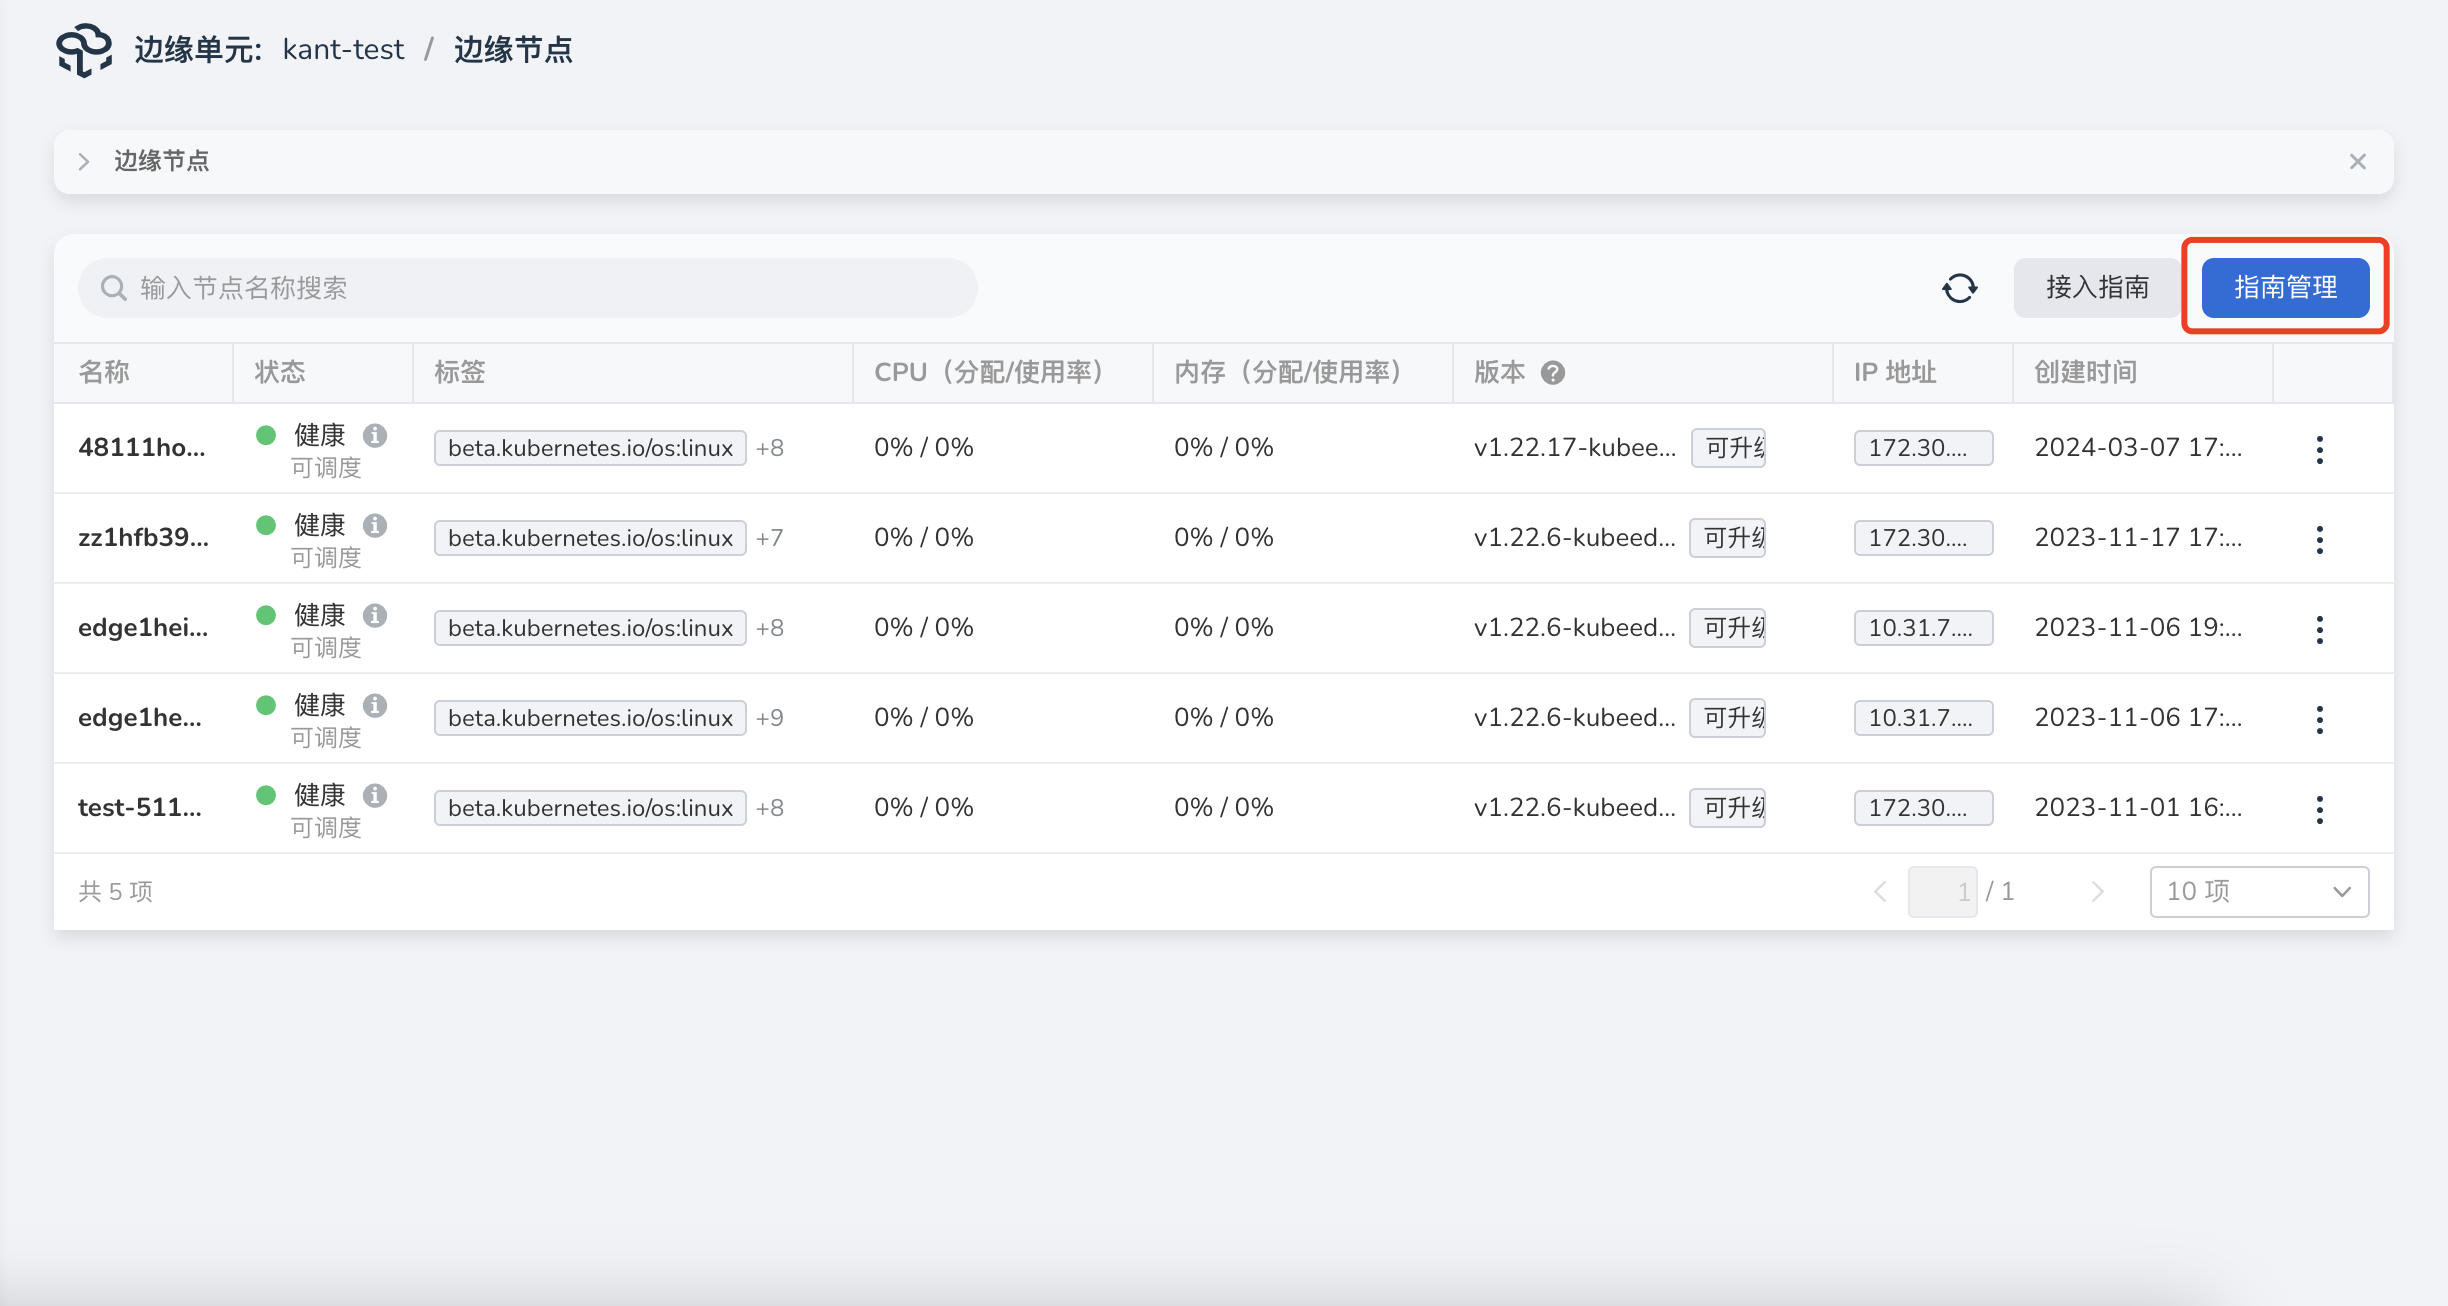 边缘单元: kant-test / 边缘节点
边缘节点
输入节点名称搜索
接入指南 指南管理
名称 状态 标签 CPU（分配/使用率） 内存（分配/使用率） 版本 IP 地址 创建时间
48111ho... 健康 beta.kubernetes.io/os:linux +8 0% / 0% 0% / 0% v1.22.17-kubee... 可升级 172.30.... 2024-03-07 17:...
可调度
zz1hfb39... 健康 beta.kubernetes.io/os:linux +7 0% / 0% 0% / 0% v1.22.6-kubeed... 可升级 172.30.... 2023-11-17 17:...
可调度
edge1hei... 健康 beta.kubernetes.io/os:linux +8 0% / 0% 0% / 0% v1.22.6-kubeed... 可升级 10.31.7.... 2023-11-06 19:...
可调度
edge1he... 健康 beta.kubernetes.io/os:linux +9 0% / 0% 0% / 0% v1.22.6-kubeed... 可升级 10.31.7.... 2023-11-06 17:...
可调度
test-511... 健康 beta.kubernetes.io/os:linux +8 0% / 0% 0% / 0% v1.22.6-kubeed... 可升级 172.30.... 2023-11-01 16:...
可调度
共 5 项 1 / 1 10 项